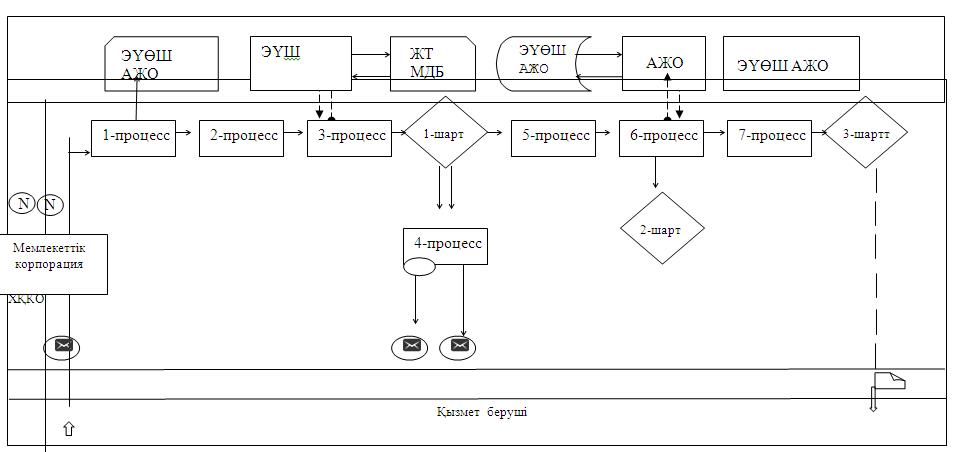 ЭҮӨШ
АЖО
ЭҮШ
ЖТ
МДБ
ЭҮӨШ
АЖО
АЖО
ЭҮӨШ АЖО
1-процесс
2-процесс
3-процесс
1-шарт
5-процесс
6-процесс
7-процесс
3-шартт
N
N
2-шарт
4-процесс
Мемлекеттік
корпорация
ХҚКО
Қызмет беруші